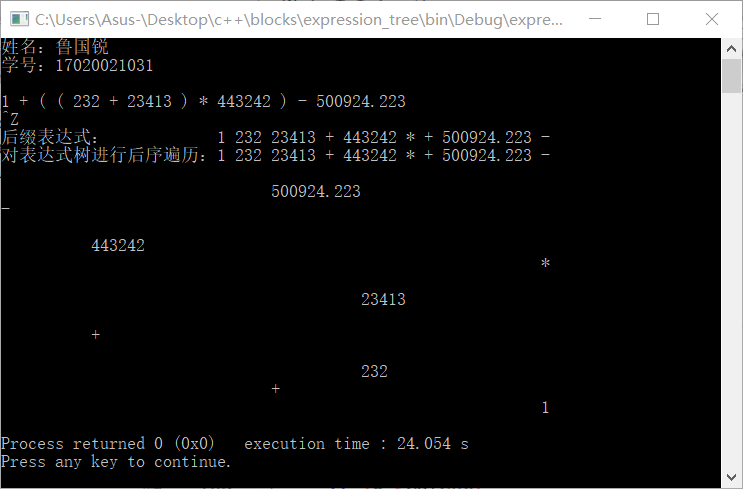 C:\Users\Asus-\Desktop\c++\blocks\expression_tree\bin\Debug\expre...
姓名：鲁国锐
学号：17020021031
1 + ( ( 232 + 23413 ) * 443242 ) - 500924.223
^Z
后缀表达式：            1 232 23413 + 443242 * + 500924.223 -
对表达式树进行后序遍历：1 232 23413 + 443242 * + 500924.223 -
500924.223
-
443242
*
23413
+
232
+
1
Process returned 0 (0x0)   execution time : 24.054 s
Press any key to continue.